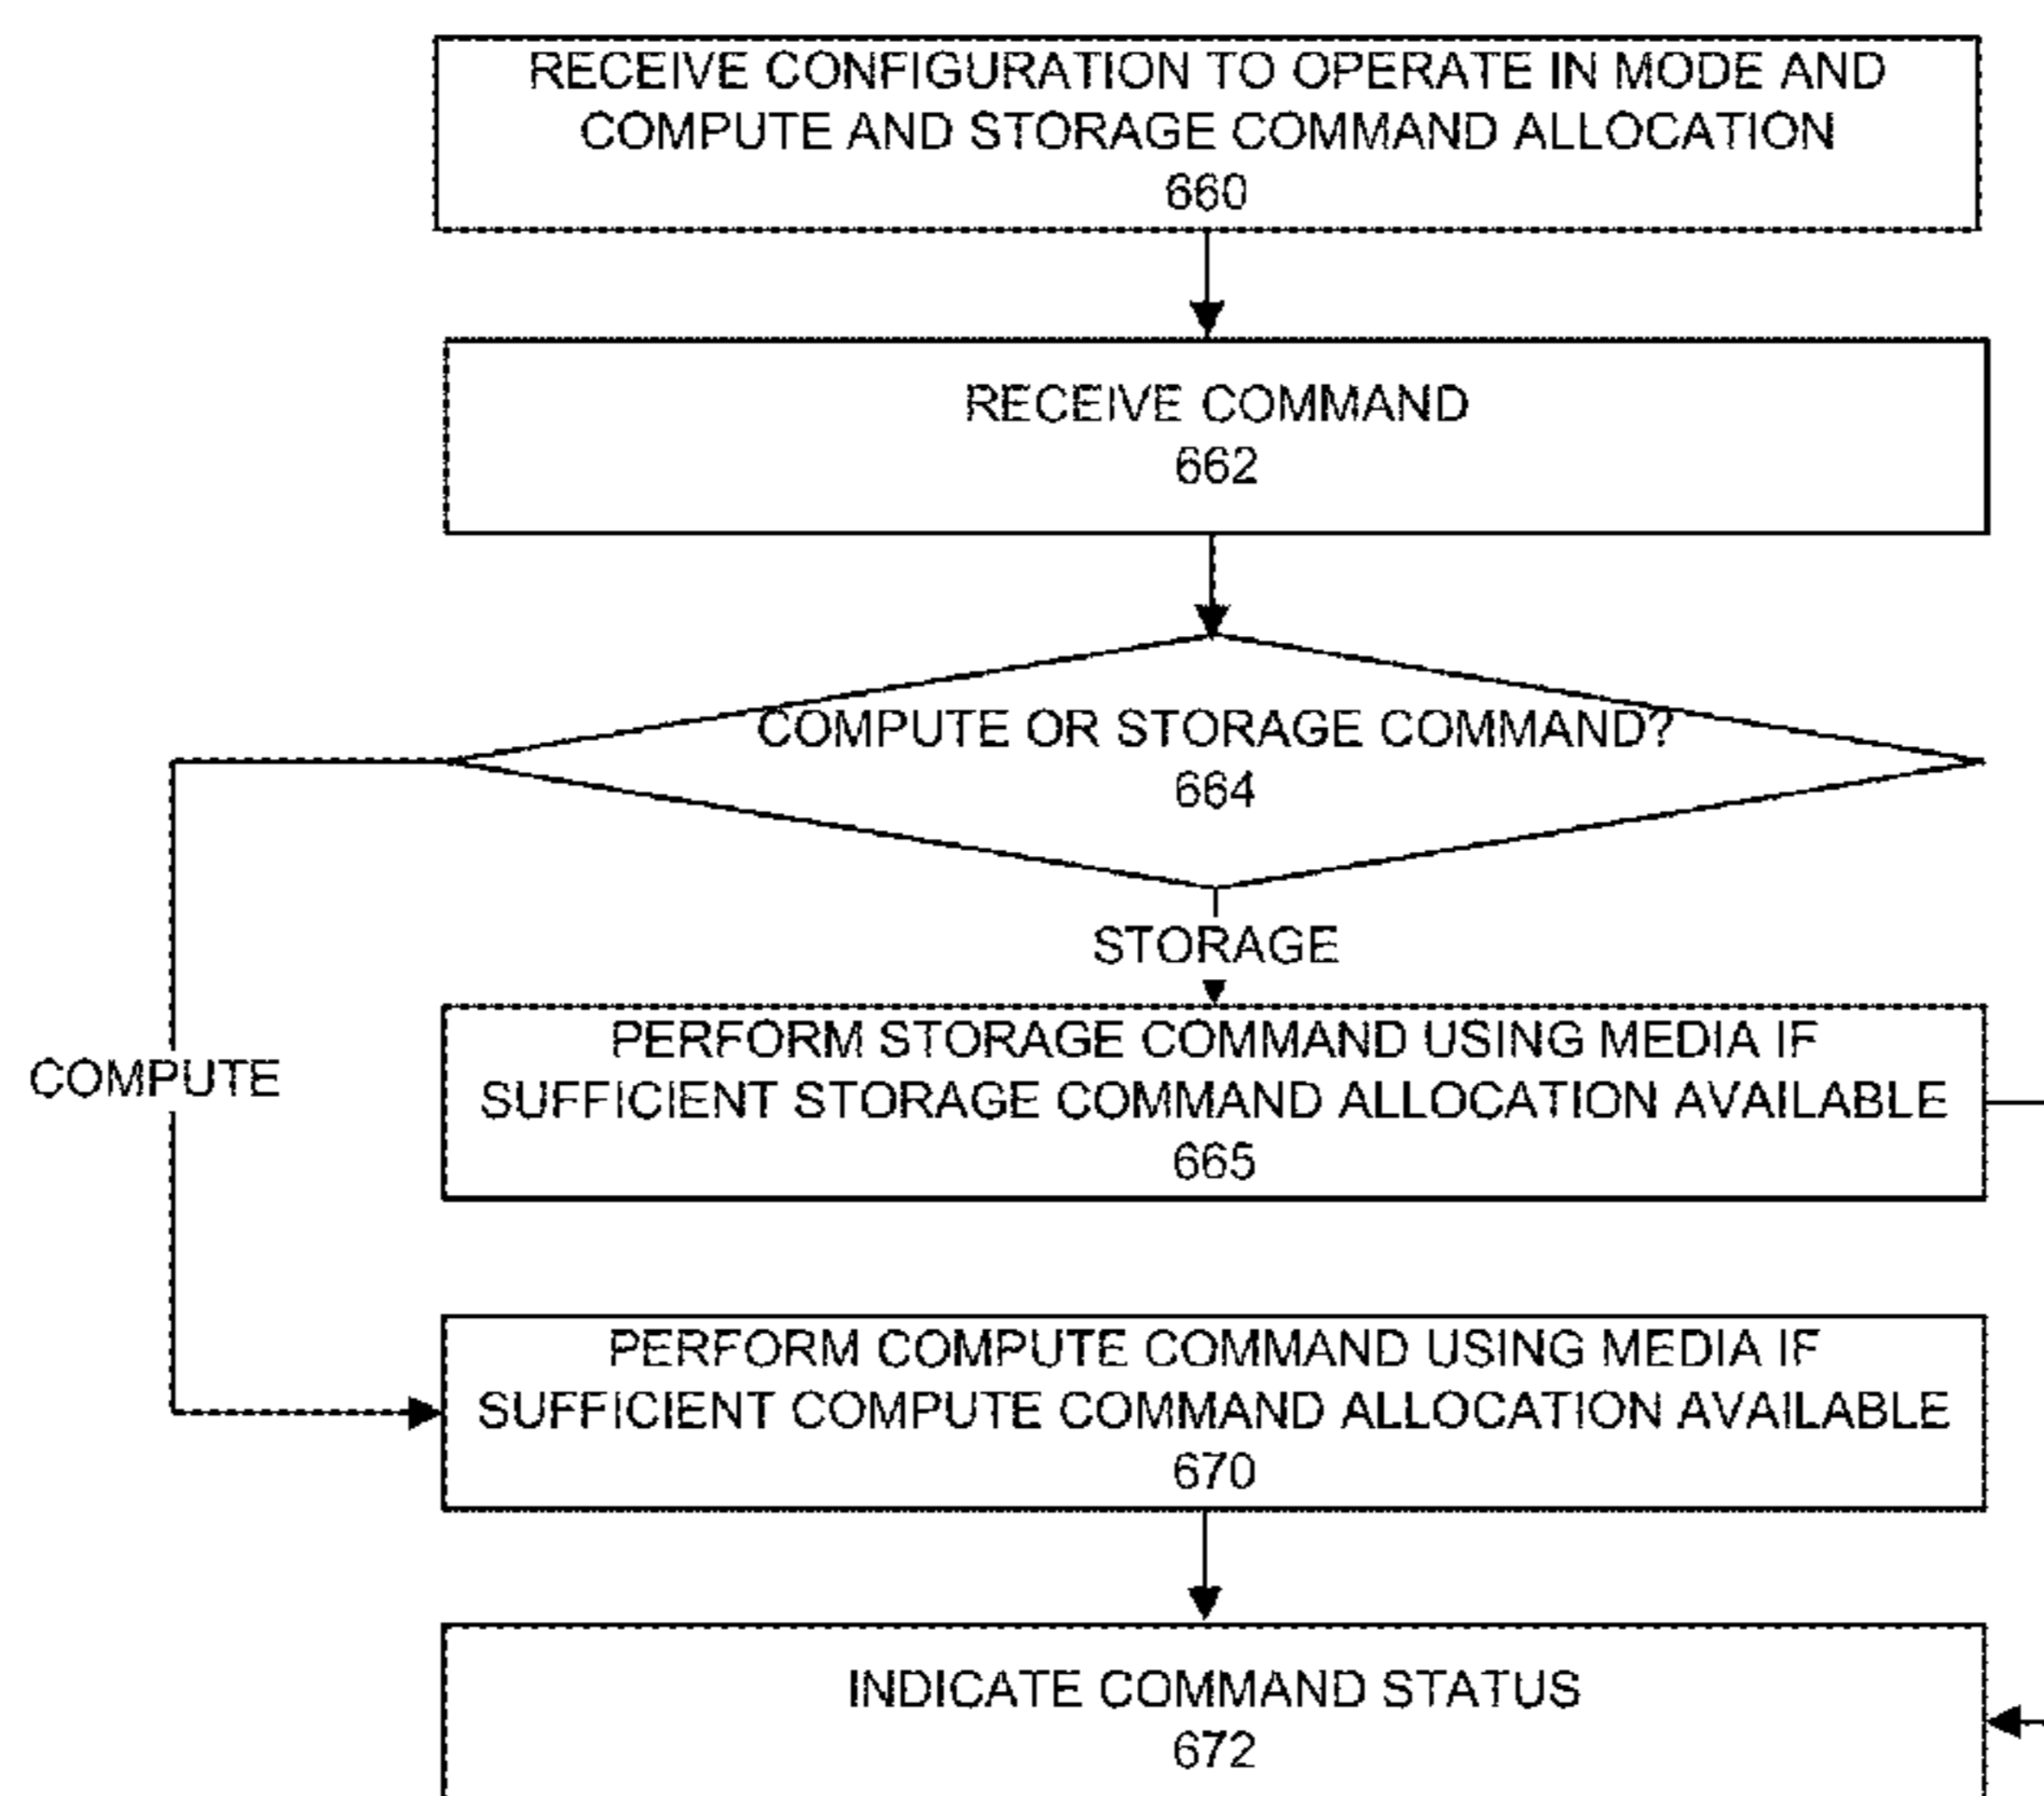 RECEIVE CONFIGURATION TO OPERATE IN MODE AND
COMPUTE AND STORAGE COMMAND ALLOCATION
660
RECEIVE COMMAND
662
COMPUTE OR STORAGE COMMAND?
664
STORAGE
COMPUTE
PERFORM STORAGE COMMAND USING MEDIA IF
SUFFICIENT STORAGE COMMAND ALLOCATION AVAILABLE
665
PERFORM COMPUTE COMMAND USING MEDIA IF
SUFFICIENT COMPUTE COMMAND ALLOCATION AVAILABLE
670
INDICATE COMMAND STATUS
672